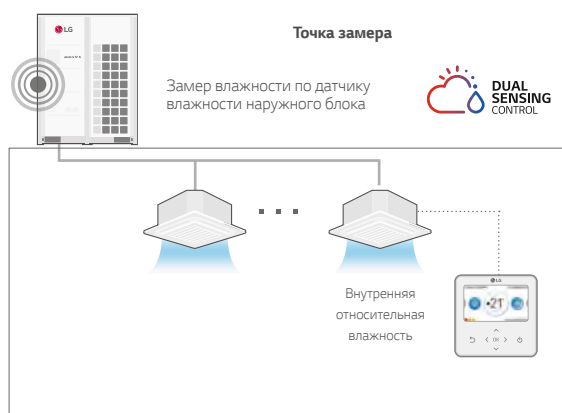 Точка замера
LG
Замер влажности по датчику
влажности наружного блока
DUAL
SENSING
CONTROL
Внутренняя
относительная
влажность
LG
21
OK